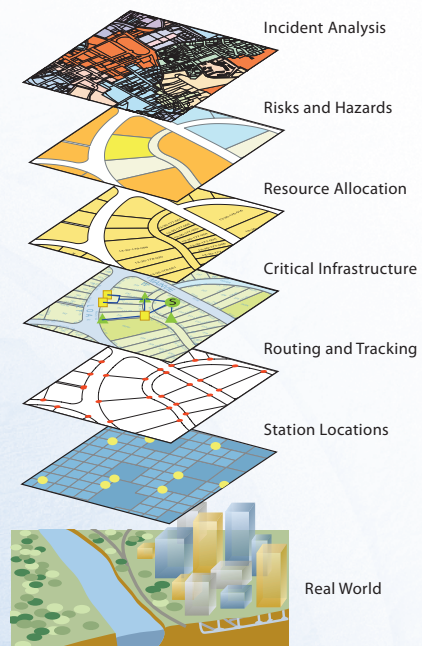 Incident Analysis
Risks and Hazards
Resource Allocation
Critical Infrastructure
S
Routing and Tracking
Station Locations
Real World